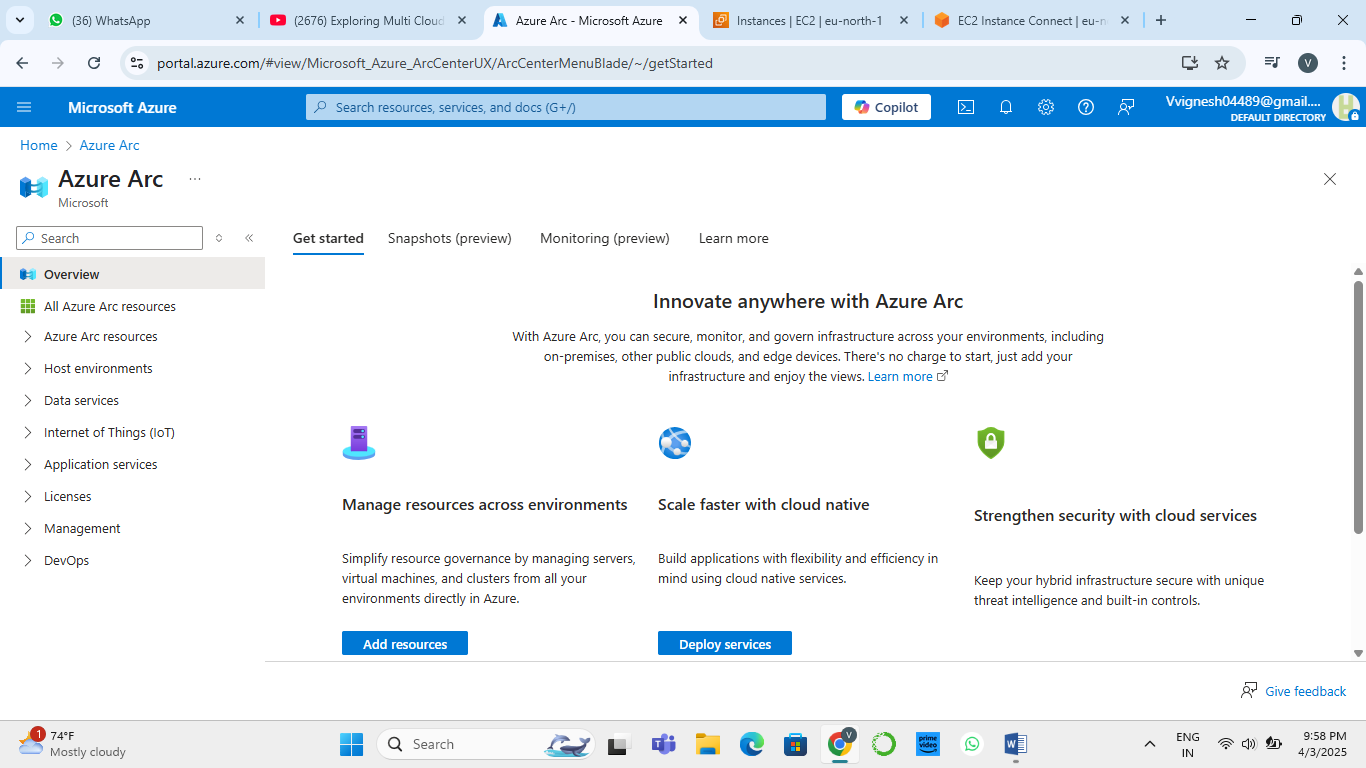 (36) WhatsApp
(2676) Exploring Multi Cloud
Azure Arc - Microsoft Azure
Instances | EC2 | eu-north-1
EC2 Instance Connect | eu-n
portal.azure.com/#view/Microsoft_Azure_ArcCenterUX/ArcCenterMenuBlade/~/getStarted
V
Microsoft Azure
Search resources, services, and docs (G+/)
Copilot
Vvignesh04489@gmail....
DEFAULT DIRECTORY
Home > Azure Arc
Azure Arc
...
Microsoft
Search
Get started
Snapshots (preview)
Monitoring (preview)
Learn more
Overview
All Azure Arc resources
Azure Arc resources
Host environments
Data services
Internet of Things (IoT)
Application services
Licenses
Management
DevOps
Innovate anywhere with Azure Arc
With Azure Arc, you can secure, monitor, and govern infrastructure across your environments, including
on-premises, other public clouds, and edge devices. There's no charge to start, just add your
infrastructure and enjoy the views. Learn more
Manage resources across environments
Simplify resource governance by managing servers,
virtual machines, and clusters from all your
environments directly in Azure.
Add resources
Scale faster with cloud native
Build applications with flexibility and efficiency in
mind using cloud native services.
Deploy services
Strengthen security with cloud services
Keep your hybrid infrastructure secure with unique
threat intelligence and built-in controls.
Give feedback
1
74°F
Mostly cloudy
Search
V
prime
video
ENG
IN
9:58 PM
4/3/2025